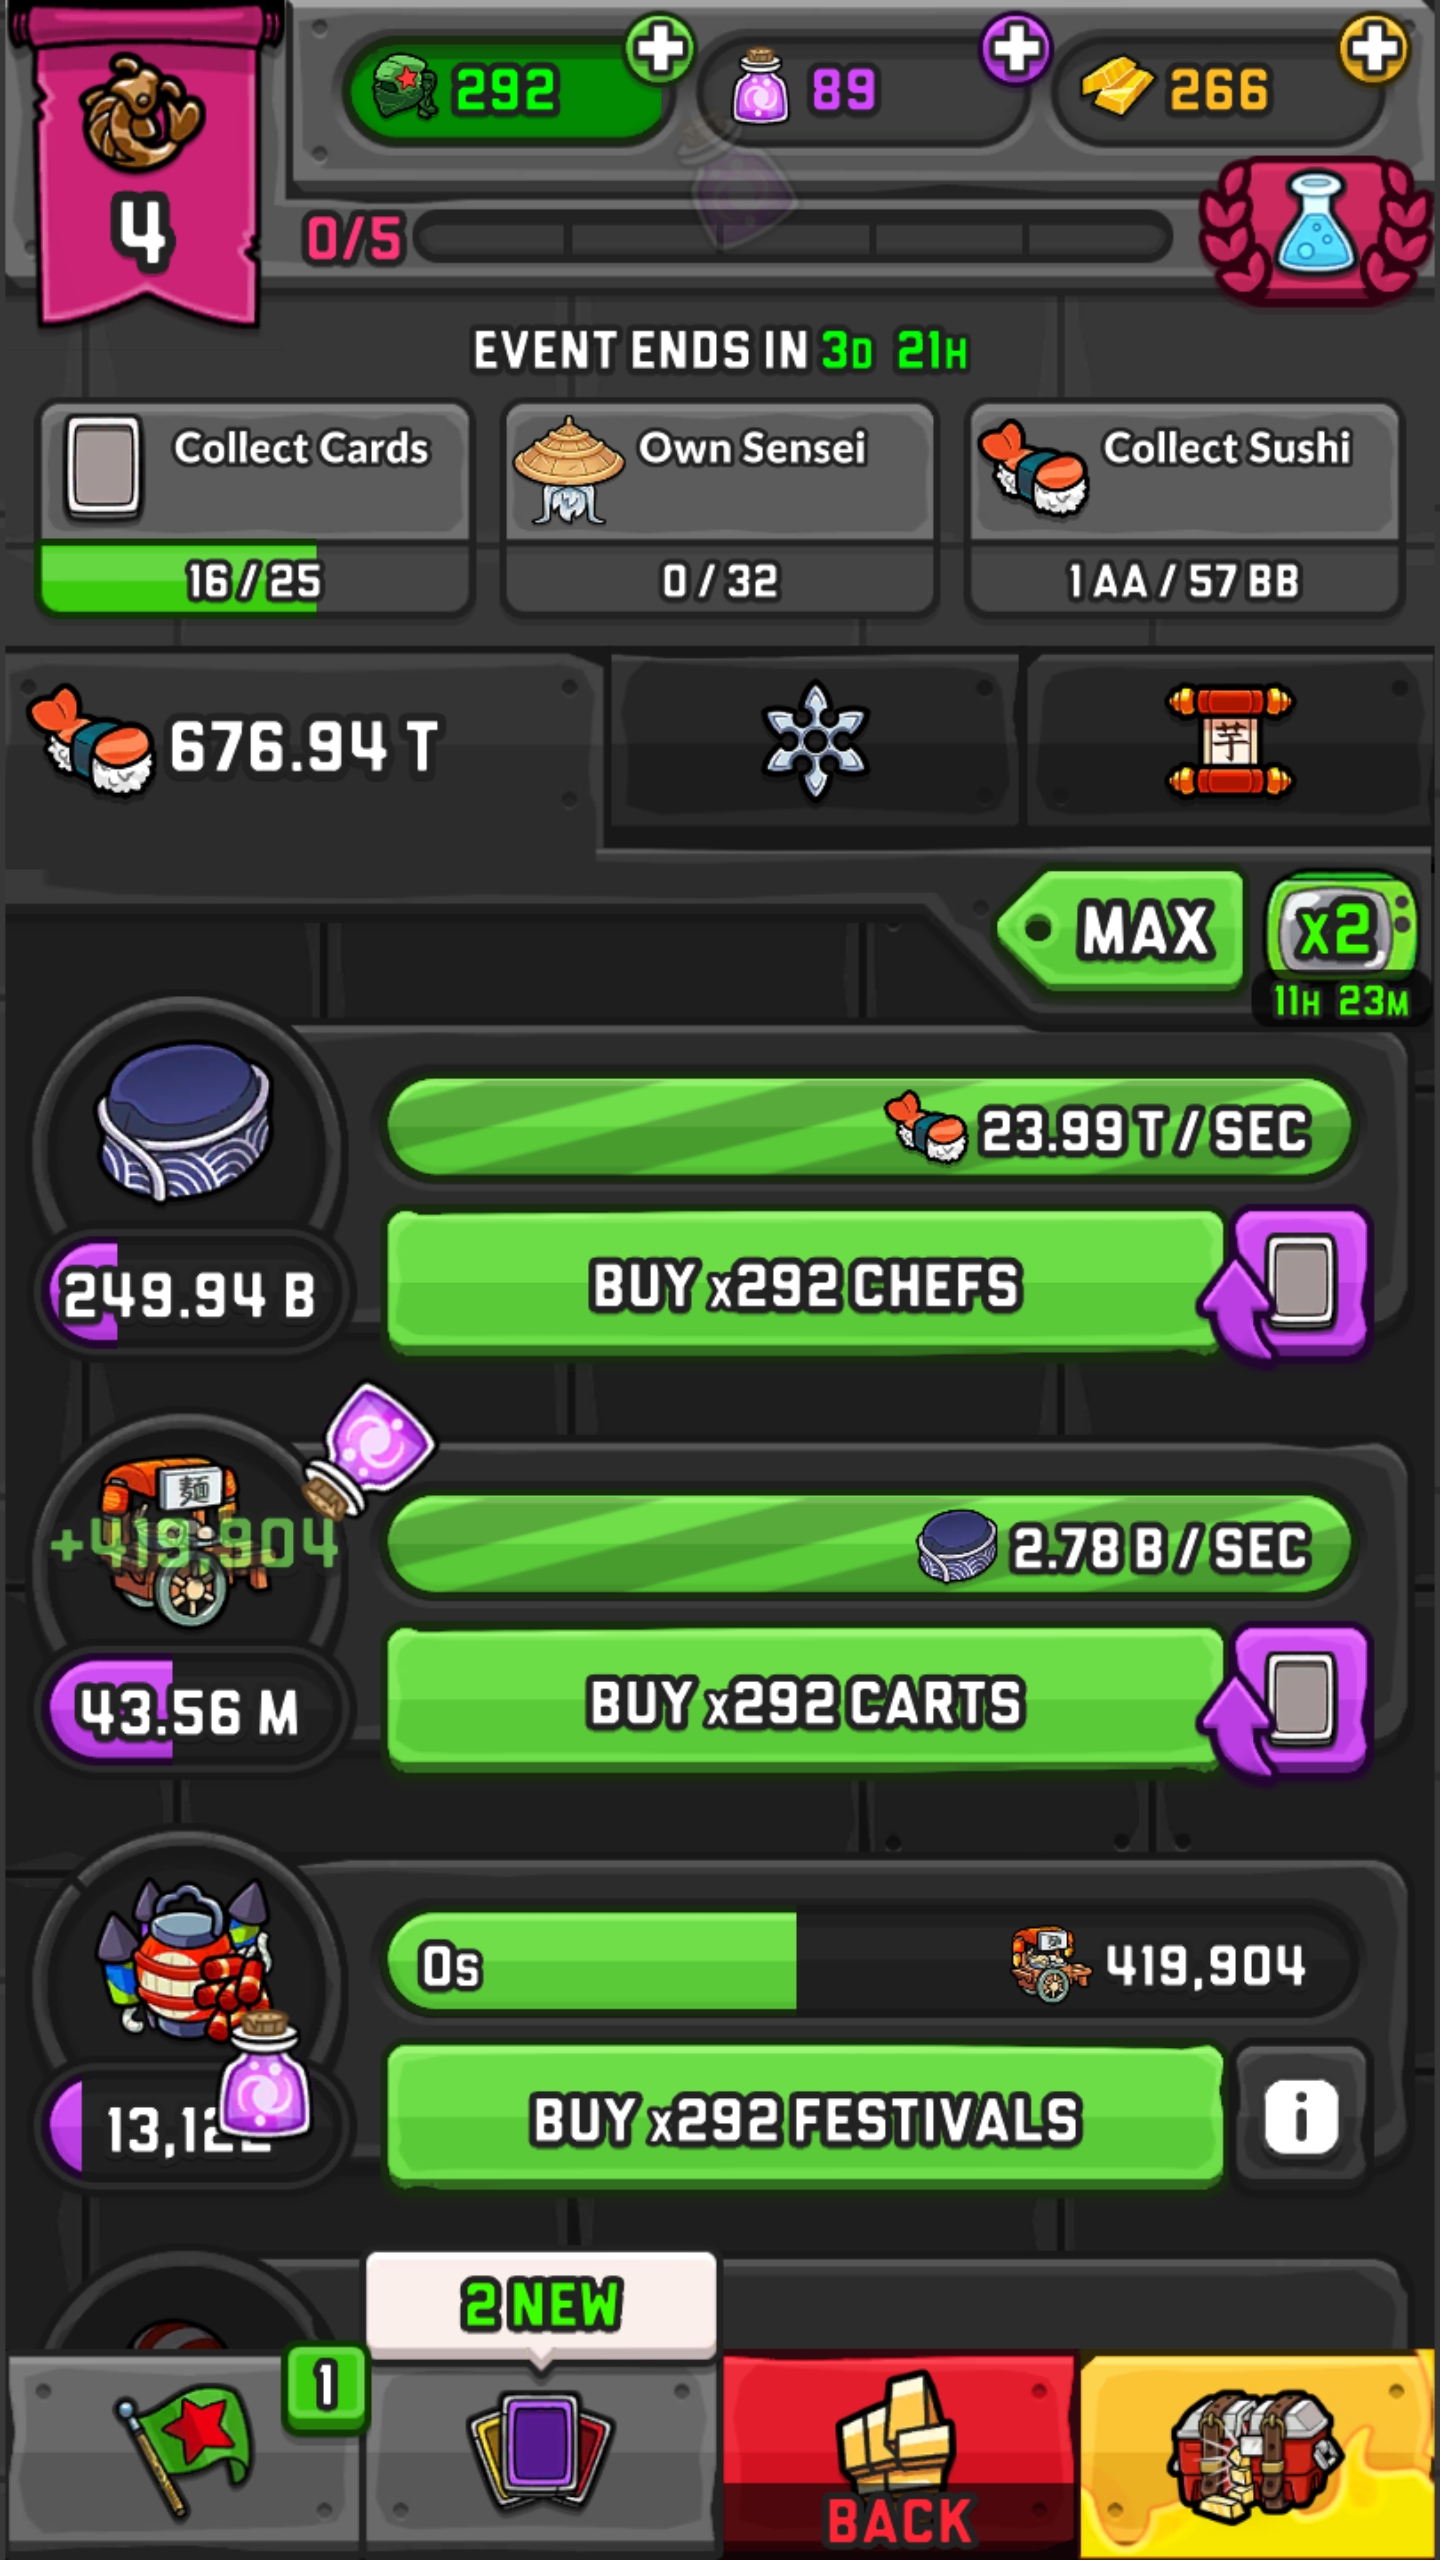 292
89
266
4
0/5
EVENT ENDS IN 3D 21H
Collect Cards
16 / 25
Own Sensei
0 / 32
Collect Sushi
1 AA / 57 BB
676.94 T
芋
MAX
x2
11H 23M
23.99 T / SEC
249.94 B
BUY x292 CHEFS
麺
+419,904
2.78 B / SEC
43.56 M
BUY x292 CARTS
0s
419,904
BUY x292 FESTIVALS
i
2 NEW
1
BACK